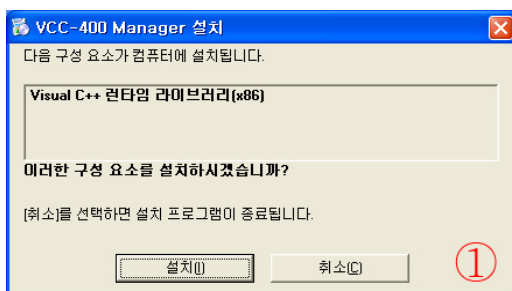 VCC-400 Manager 설치
다음 구성 요소가 컴퓨터에 설치됩니다.
Visual C++ 런타임 라이브러리(x86)
이러한 구성 요소를 설치하시겠습니까?
[취소]를 선택하면 설치 프로그램이 종료됩니다.
설치(I) 취소(C) ①